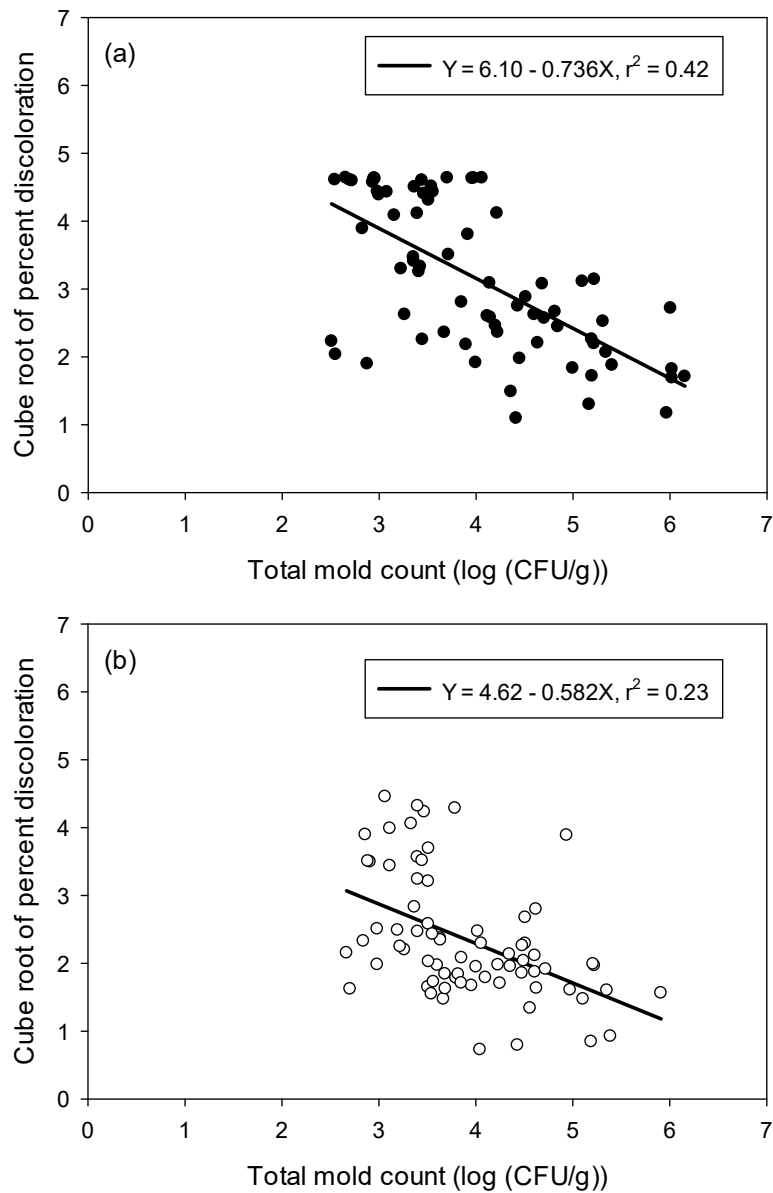 (a)
Y = 6.10 - 0.736X, r² = 0.42
Cube root of percent discoloration
7
6
5
4
3
2
1
0
0 1 2 3 4 5 6 7
Total mold count (log (CFU/g))
(b)
Y = 4.62 - 0.582X, r² = 0.23
Cube root of percent discoloration
7
6
5
4
3
2
1
0
0 1 2 3 4 5 6 7
Total mold count (log (CFU/g))